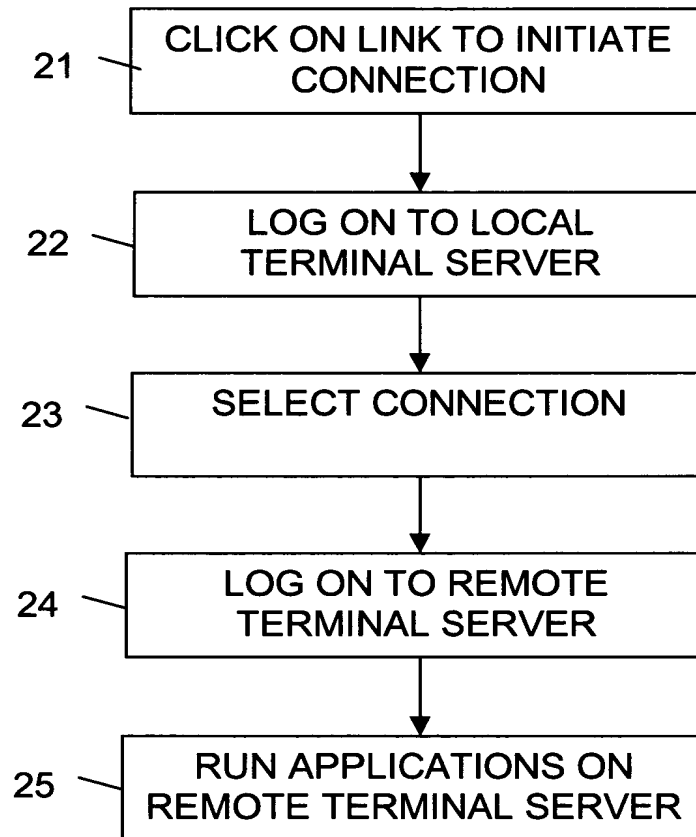 21
CLICK ON LINK TO INITIATE
CONNECTION
22
LOG ON TO LOCAL
TERMINAL SERVER
23
SELECT CONNECTION
24
LOG ON TO REMOTE
TERMINAL SERVER
25
RUN APPLICATIONS ON
REMOTE TERMINAL SERVER